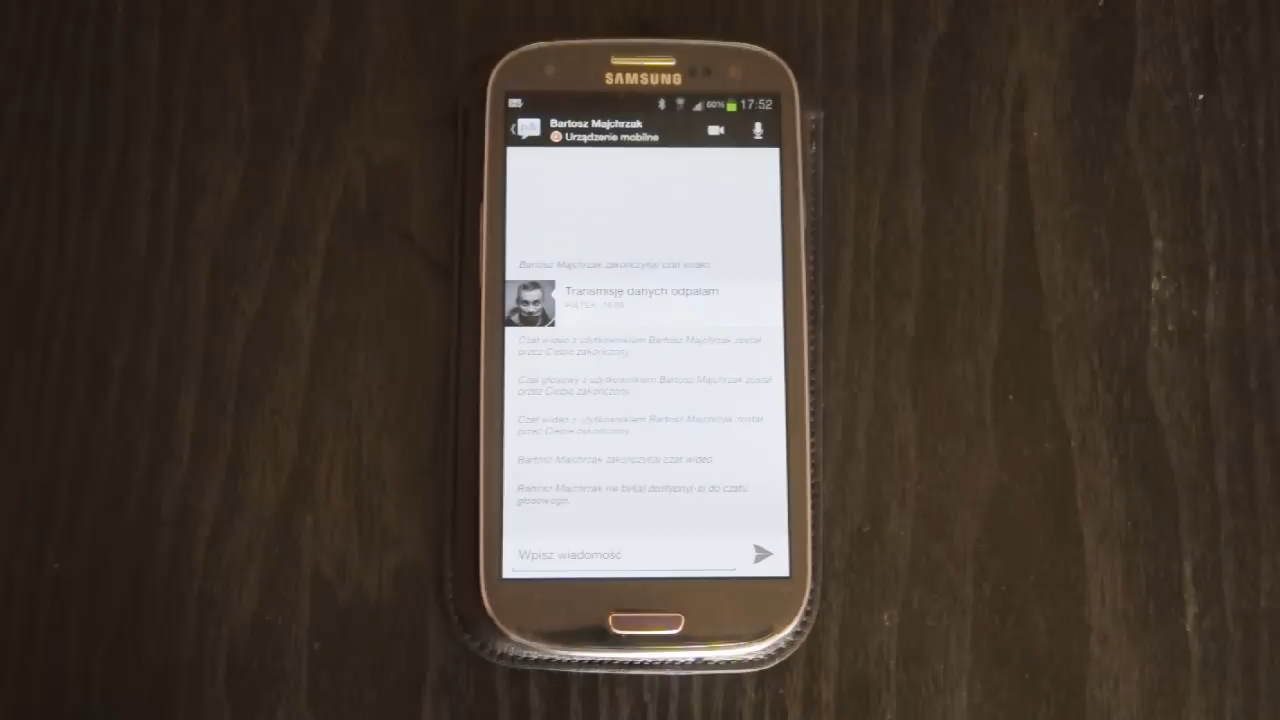 SAMSUNG
60% 17:52
Bartosz Majchrzak
Urządzenie mobilne
Bartosz Majchrzak zakończył(a) czat wideo
Transmisję danych odpalam
PIĄTEK,
Czat wideo z użytkownikiem Bartosz Majchrzak został
przez Ciebie zakończony.
Czat głosowy z użytkownikiem Bartosz Majchrzak został
przez Ciebie zakończony.
Czat wideo z użytkownikiem Bartosz Majchrzak został
przez Ciebie zakończony.
Bartosz Majchrzak zakończył(a) czat wideo.
Bartosz Majchrzak nie był(a) dostępny(-a) do czatu
głosowego.
Wpisz wiadomość